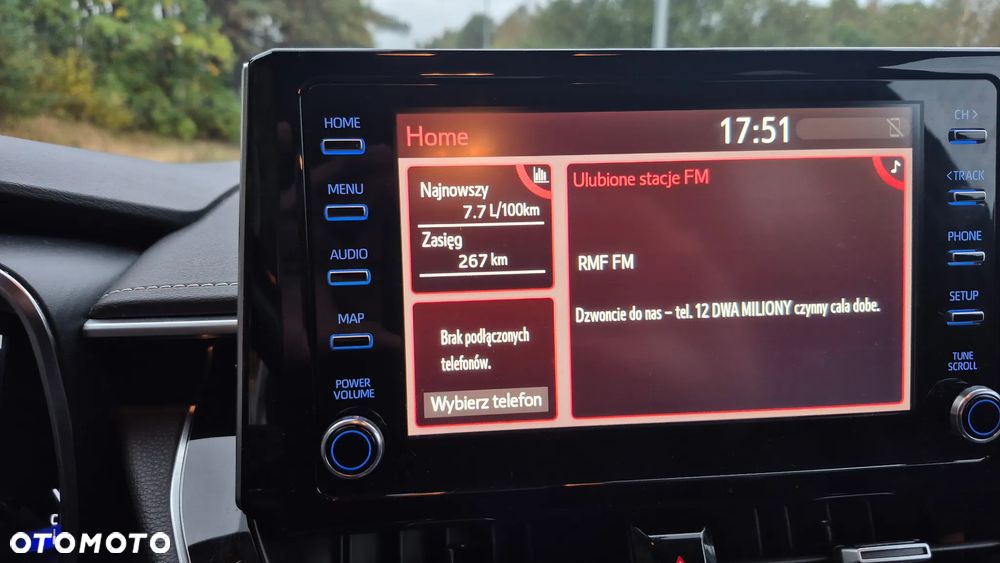 HOME
MENU
AUDIO
MAP
POWER
VOLUME
Home
17:51
Najnowszy
7.7 L/100km
Zasięg
267 km
Brak podłączonych
telefonów.
Wybierz telefon
Ulubione stacje FM
RMF FM
Dzwoncie do nas – tel. 12 DWA MILIONY czynny cala dobe.
CH >
< TRACK
PHONE
SETUP
TUNE
SCROLL
C
OTOMOTO